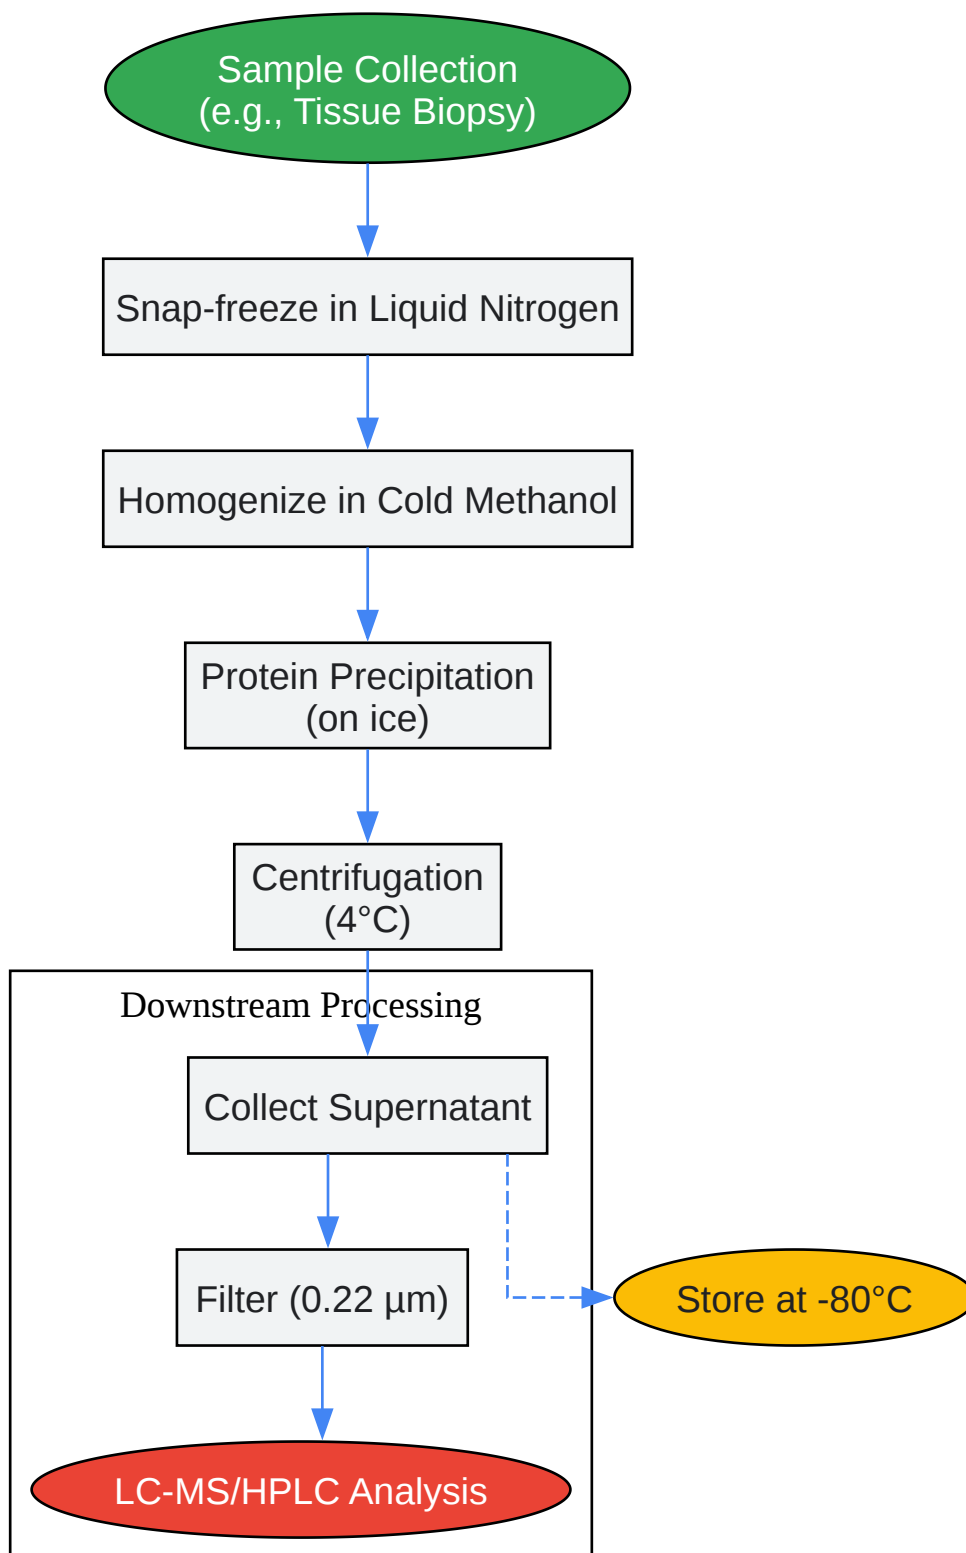 Sample Collection
(e.g., Tissue Biopsy)
Snap-freeze in Liquid Nitrogen
Homogenize in Cold Methanol
Protein Precipitation
(on ice)
Centrifugation
(4°C)
Downstream Processing
Collect Supernatant
Filter (0.22 µm)
Store at -80°C
LC-MS/HPLC Analysis